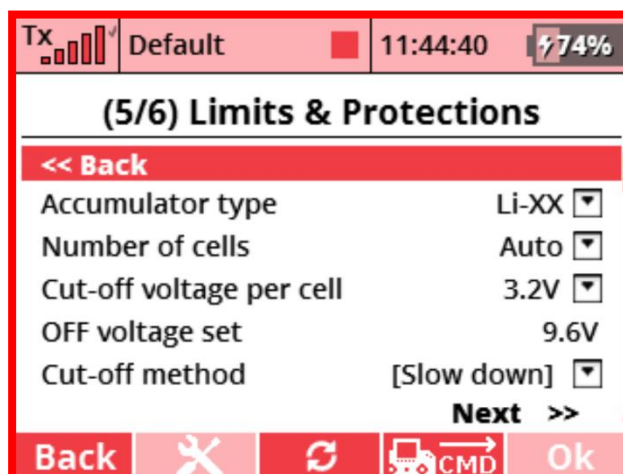 Tx Default 11:44:40 74%
(5/6) Limits & Protections
<< Back
Accumulator type Li-XX
Number of cells Auto
Cut-off voltage per cell 3.2V
OFF voltage set 9.6V
Cut-off method [Slow down]
Next >>
Back CMD Ok